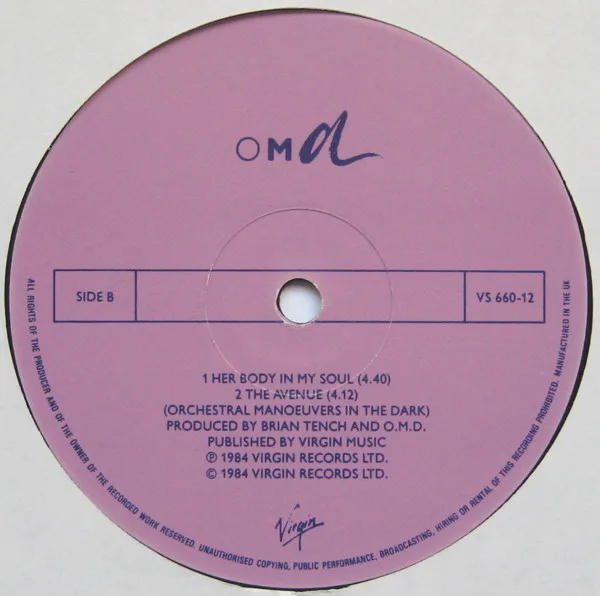 OMd
SIDE B
VS 660-12
1 HER BODY IN MY SOUL (4.40)
2 THE AVENUE (4.12)
(ORCHESTRAL MANOEUVERS IN THE DARK)
PRODUCED BY BRIAN TENCH AND O.M.D.
PUBLISHED BY VIRGIN MUSIC
℗ 1984 VIRGIN RECORDS LTD.
© 1984 VIRGIN RECORDS LTD.
Virgin
ALL RIGHTS OF THE PRODUCER AND OF THE OWNER OF THE RECORDED WORK RESERVED. UNAUTHORISED COPYING, PUBLIC PERFORMANCE, BROADCASTING, HIRING OR RENTAL OF THIS RECORDING PROHIBITED. MANUFACTURED IN THE UK